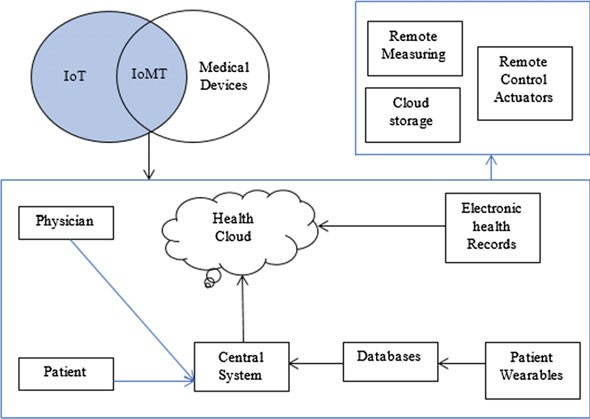 IoT
IoMT
Medical
Devices
Remote
Measuring
Remote
Control
Actuators
Cloud
storage
Physician
Health
Cloud
Electronic
health
Records
Patient
Central
System
Databases
Patient
Wearables